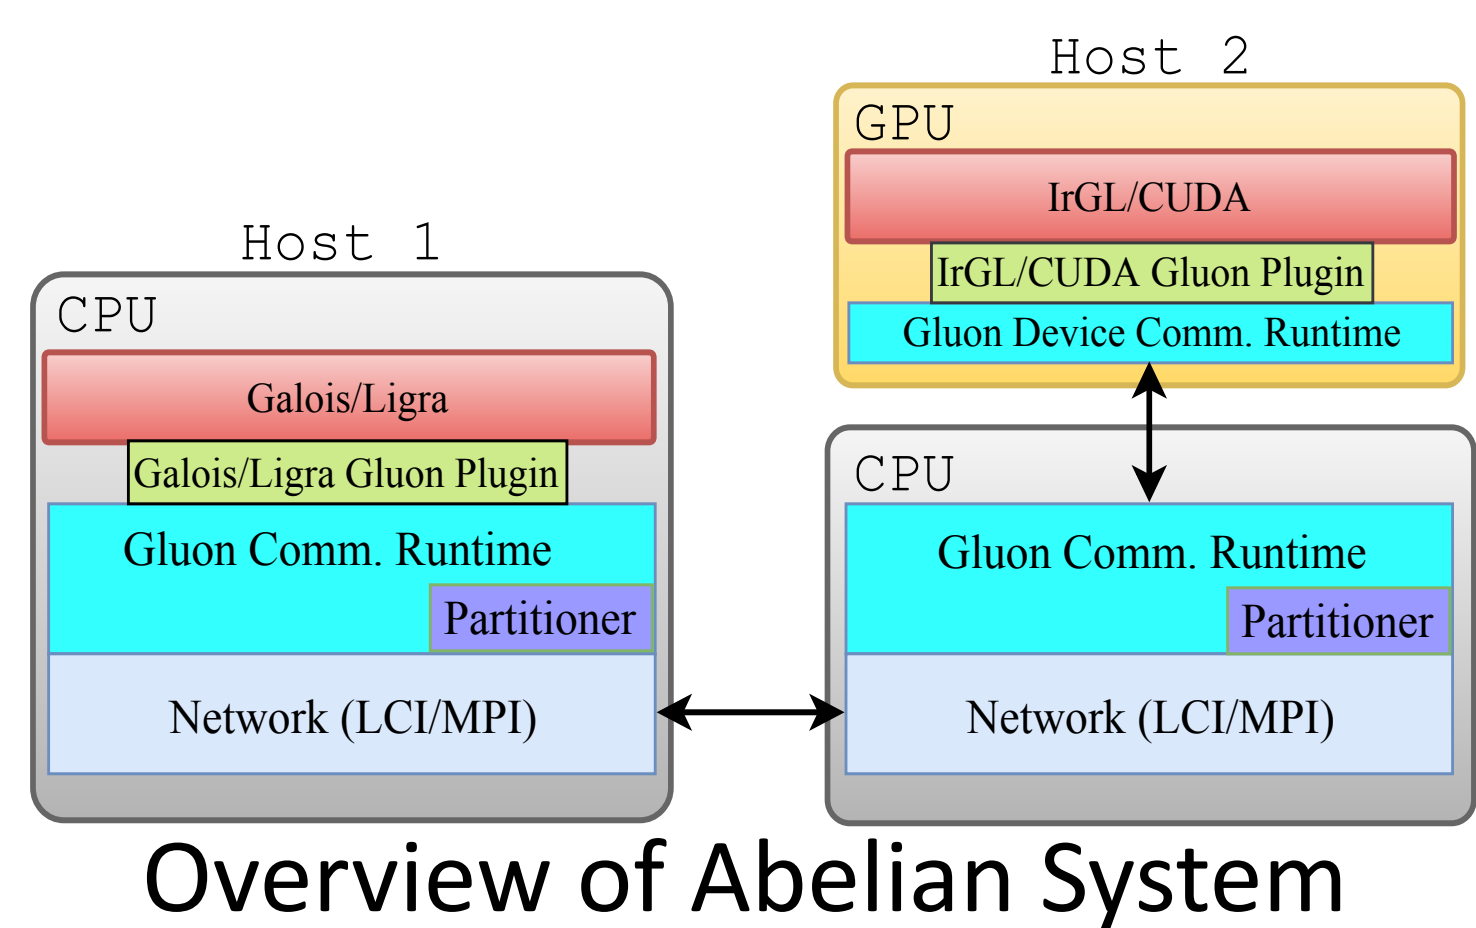 Host 1
CPU
Galois/Ligra
Galois/Ligra Gluon Plugin
Gluon Comm. Runtime
Partitioner
Network (LCI/MPI)
Host 2
GPU
IrGL/CUDA
IrGL/CUDA Gluon Plugin
Gluon Device Comm. Runtime
CPU
Gluon Comm. Runtime
Partitioner
Network (LCI/MPI)
Overview of Abelian System